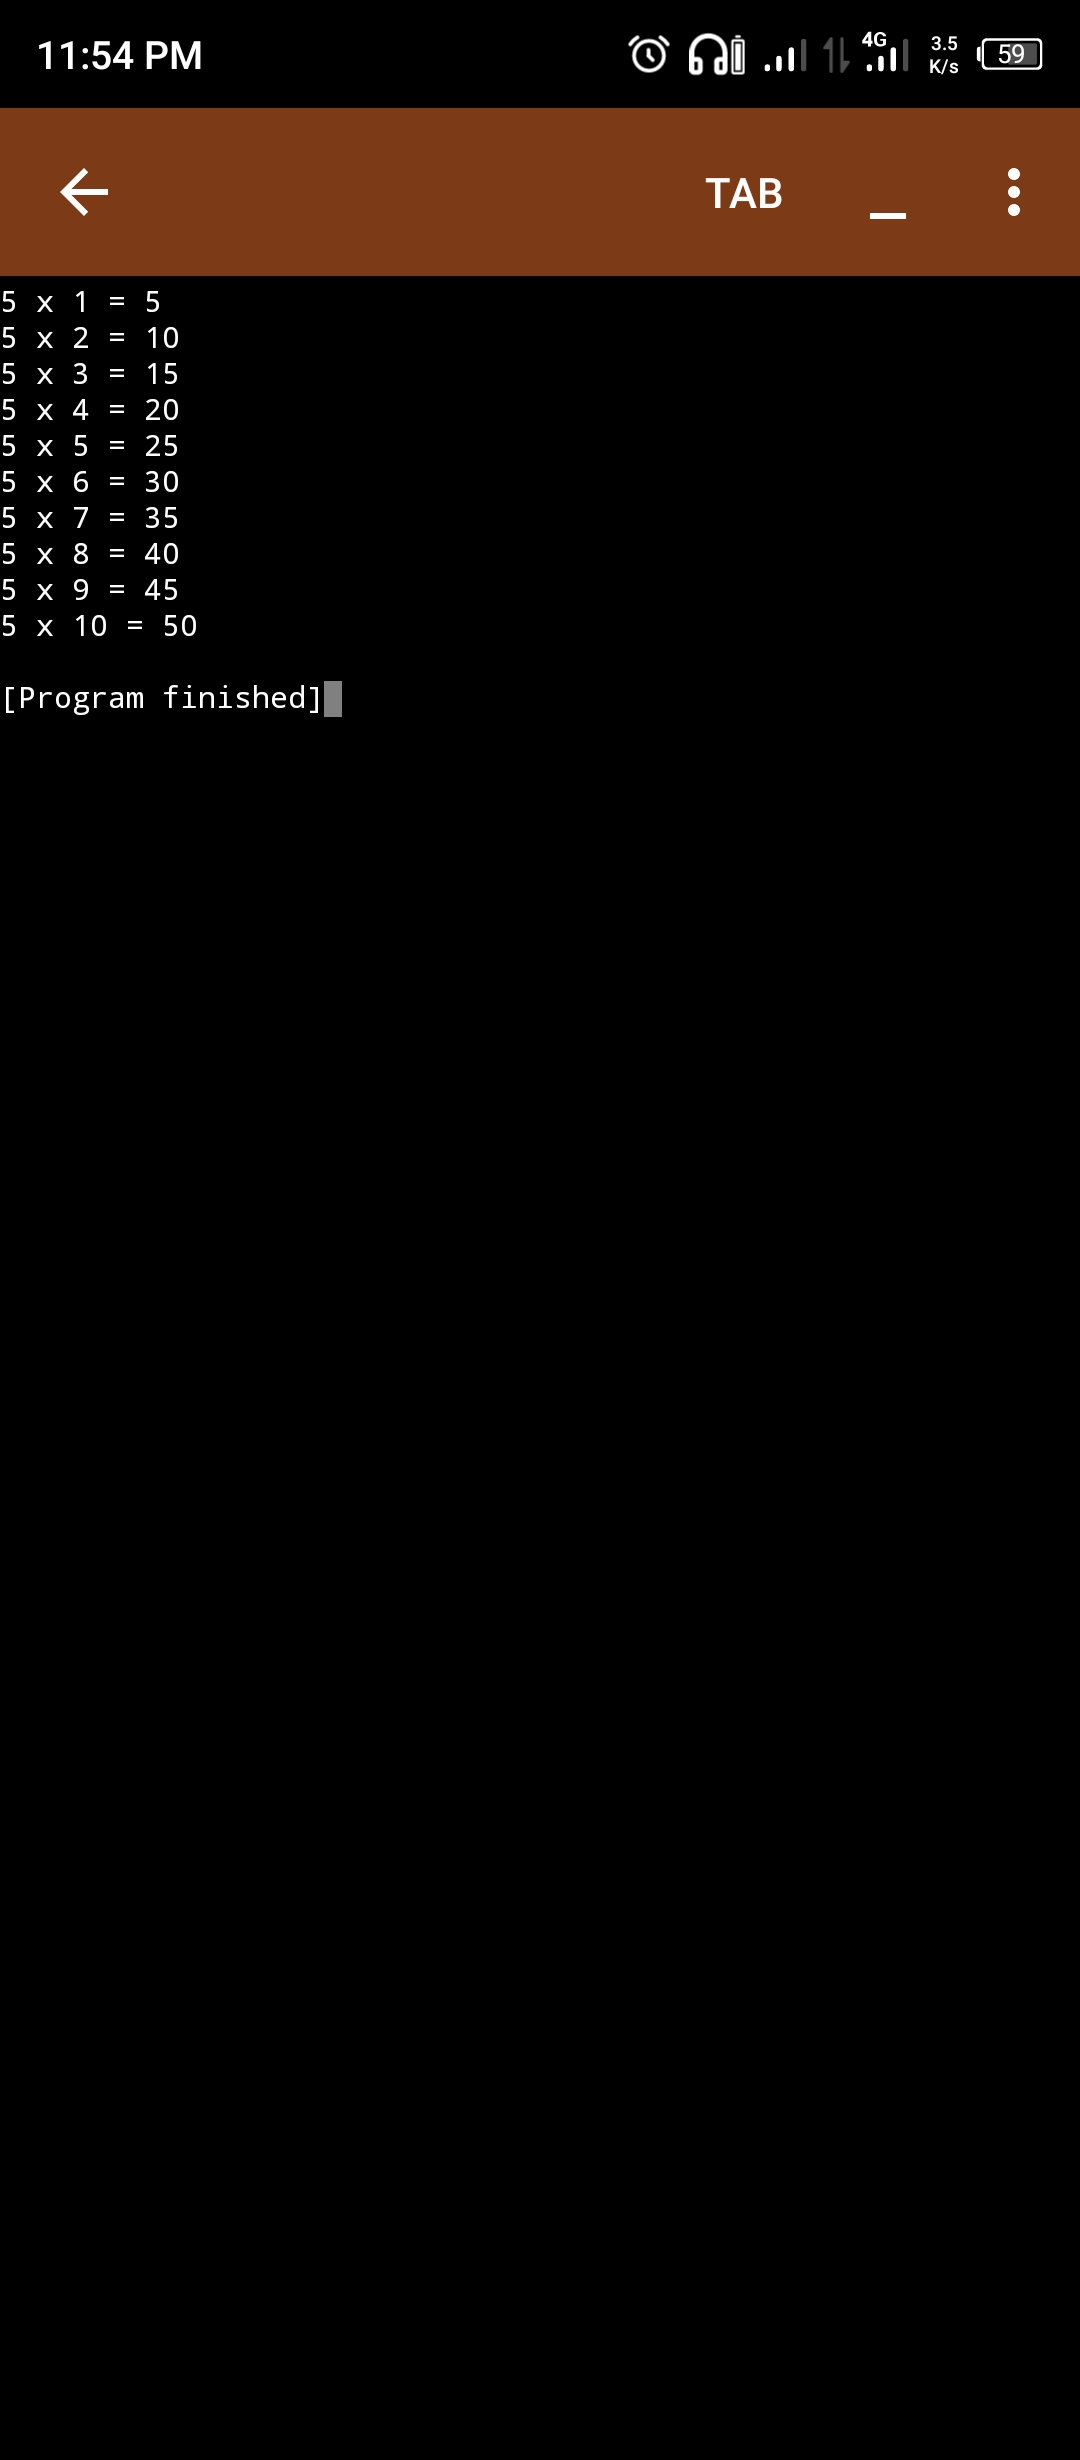 11:54 PM
4G
3.5
K/s
59
TAB
5 x 1 = 5
5 x 2 = 10
5 x 3 = 15
5 x 4 = 20
5 x 5 = 25
5 x 6 = 30
5 x 7 = 35
5 x 8 = 40
5 x 9 = 45
5 x 10 = 50
[Program finished]